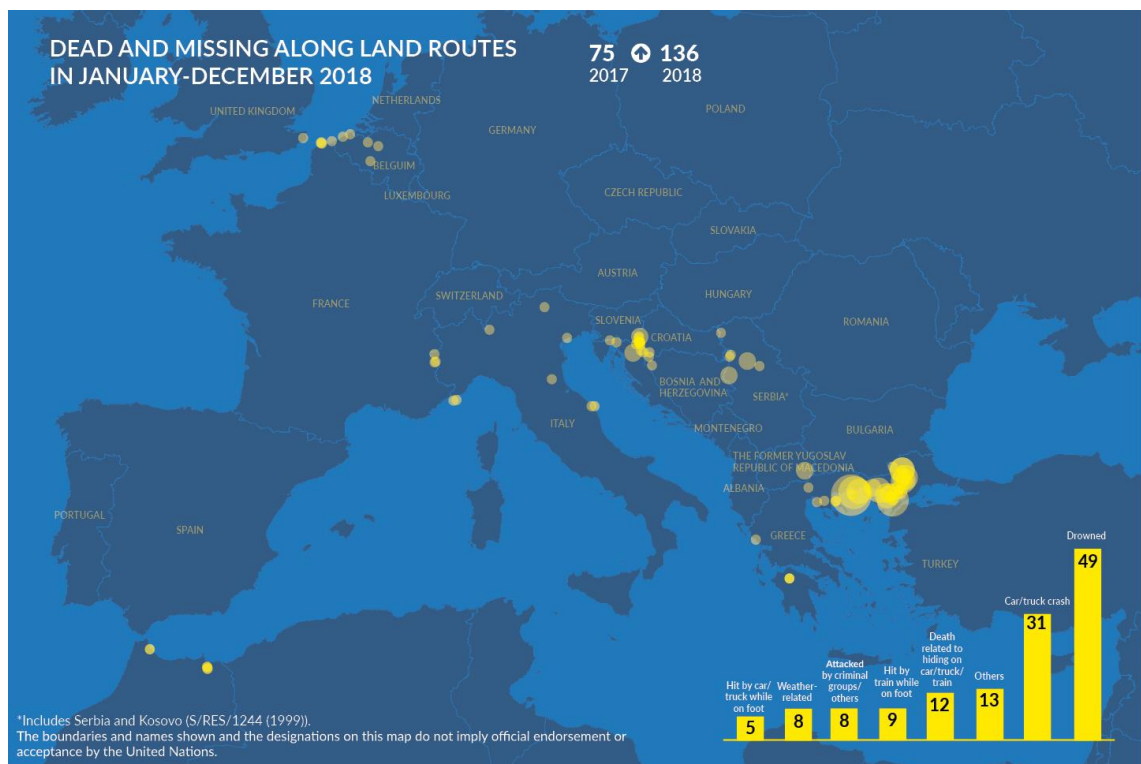 DEAD AND MISSING ALONG LAND ROUTES
IN JANUARY-DECEMBER 2018
75 136
2017 2018
UNITED KINGDOM
NETHERLANDS
GERMANY
POLAND
BELGUIM
LUXEMBOURG
CZECH REPUBLIC
SLOVAKIA
AUSTRIA
FRANCE
SWITZERLAND
HUNGARY
SLOVENIA
CROATIA
ROMANIA
BOSNIA AND
HERZEGOVINA
SERBIA*
ITALY
MONTENEGRO
BULGARIA
THE FORMER YUGOSLAV
REPUBLIC OF MACEDONIA
ALBANIA
PORTUGAL
SPAIN
GREECE
TURKEY
Hit by car/
truck while
on foot
5
Weather-
related
8
Attacked
by criminal
groups/
others
8
Hit by
train while
on foot
9
Death
related to
hiding on
car/truck/
train
12
Others
13
Car/truck crash
31
Drowned
49
*Includes Serbia and Kosovo (S/RES/1244 (1999)).
The boundaries and names shown and the designations on this map do not imply official endorsement or
acceptance by the United Nations.